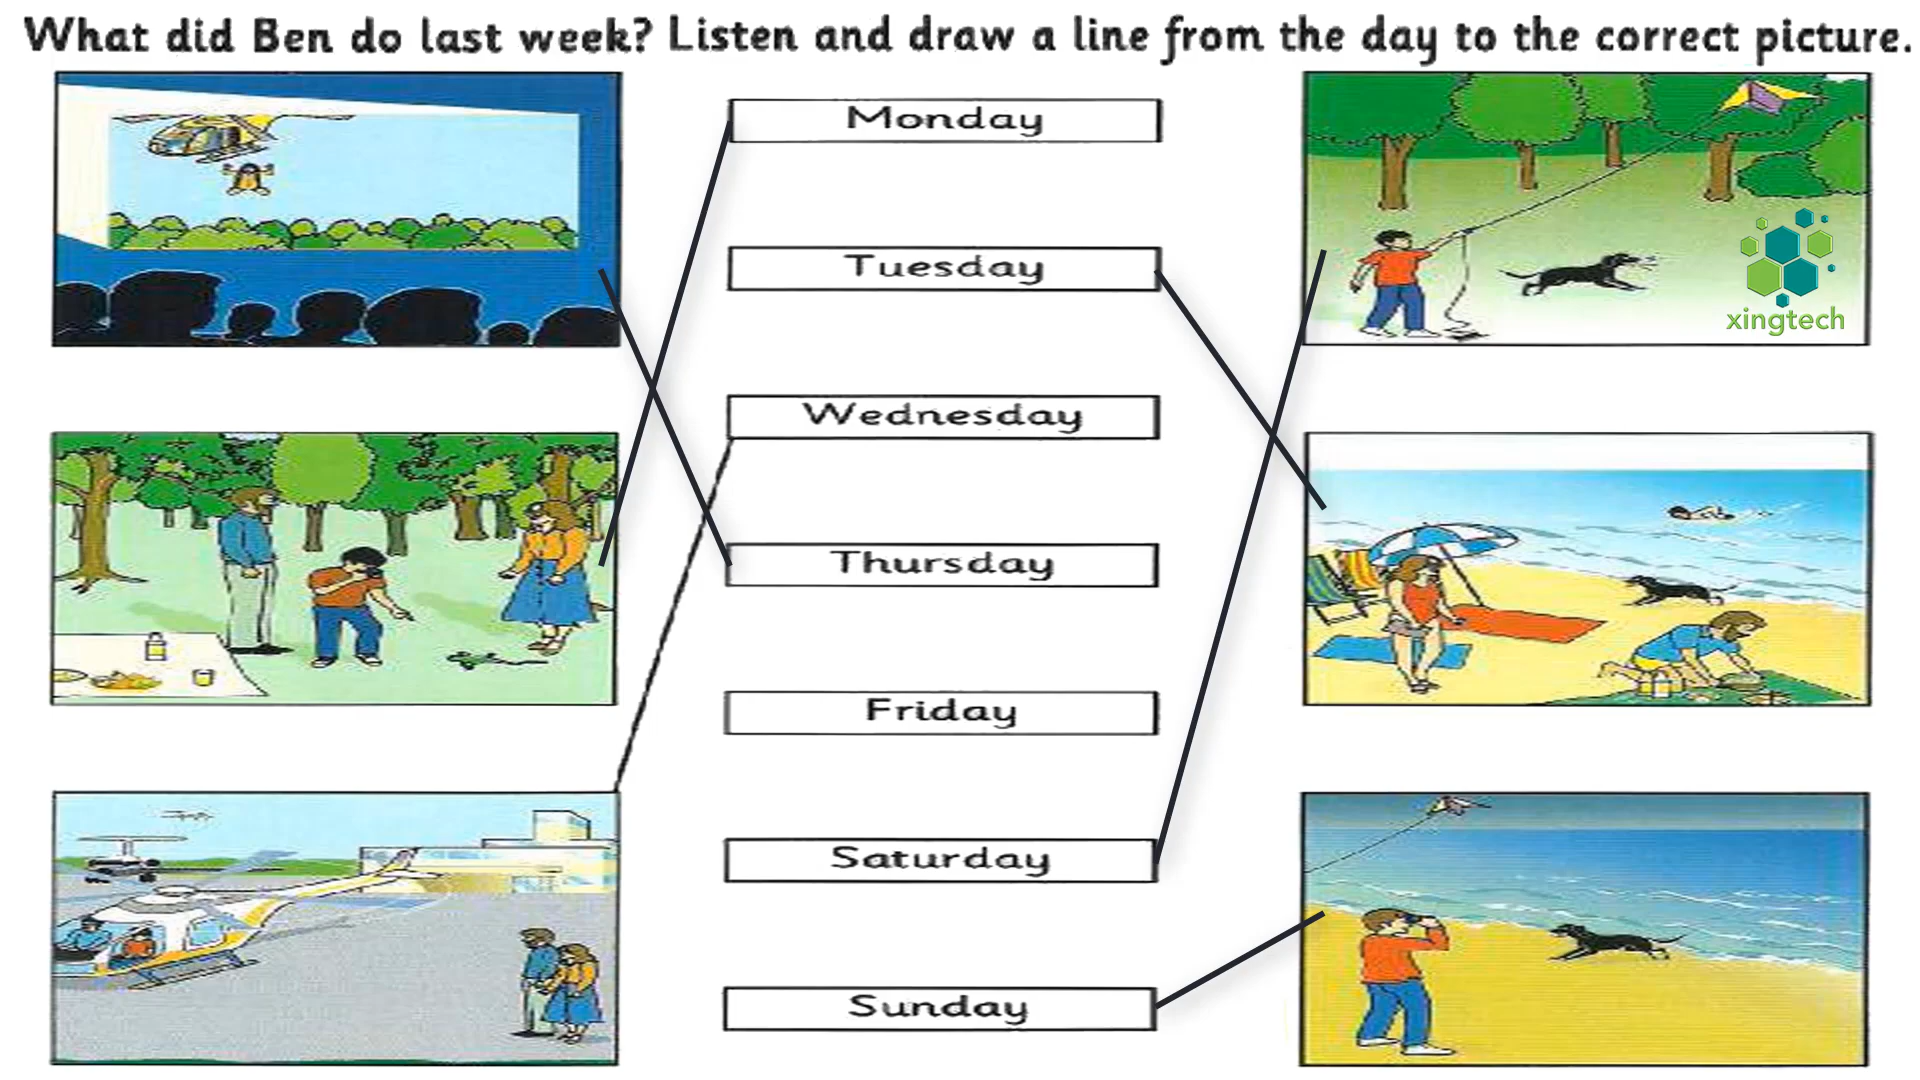 What did Ben do last week? Listen and draw a line from the day to the correct picture.
Monday
Tuesday
Wednesday
Thursday
Friday
Saturday
Sunday
xingtech